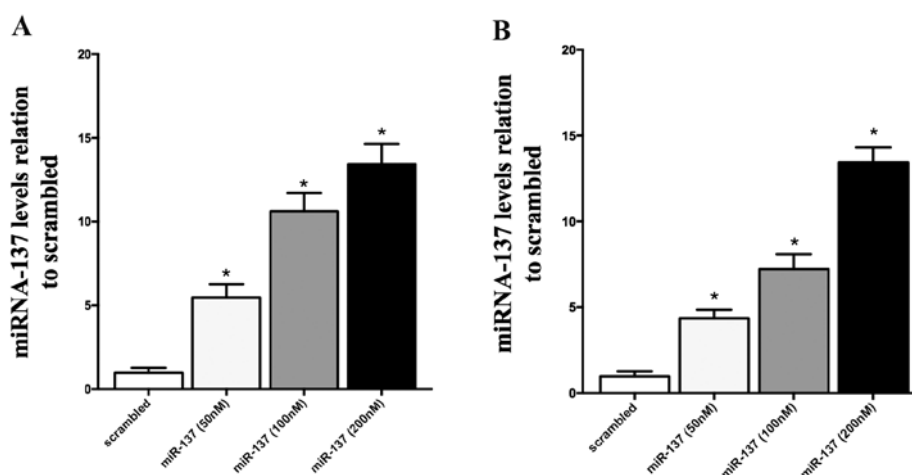 A
miRNA-137 levels relation
to scrambled
20
15
10
5
0
*
*
*
scrambled
miR-137 (50nM)
miR-137 (100nM)
miR-137 (200nM)
B
miRNA-137 levels relation
to scrambled
20
15
10
5
0
*
*
*
scrambled
miR-137 (50nM)
miR-137 (100nM)
miR-137 (200nM)